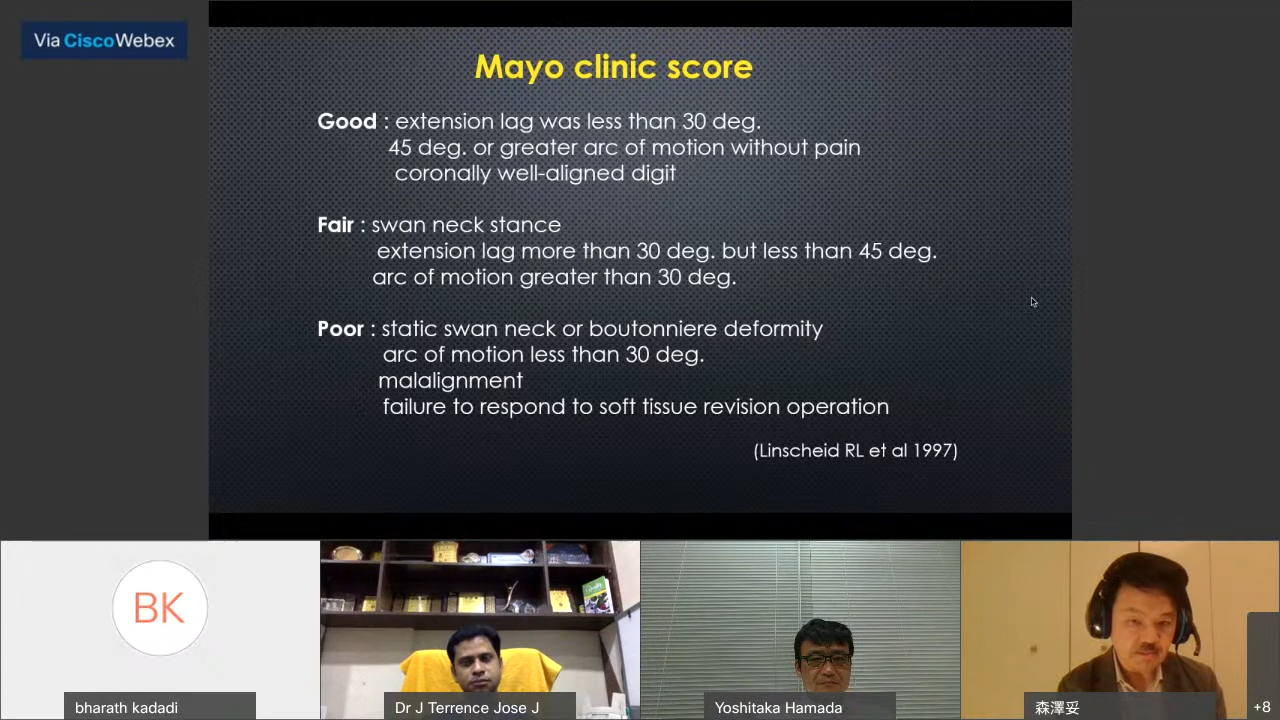 Via CiscoWebex
Mayo clinic score
Good : extension lag was less than 30 deg.
45 deg. or greater arc of motion without pain
coronally well-aligned digit
Fair : swan neck stance
extension lag more than 30 deg. but less than 45 deg.
arc of motion greater than 30 deg.
Poor : static swan neck or boutonniere deformity
arc of motion less than 30 deg.
malalignment
failure to respond to soft tissue revision operation
(Linscheid RL et al 1997)
BK
bharath kadadi
Dr J Terrence Jose J
Yoshitaka Hamada
森澤妥
+8